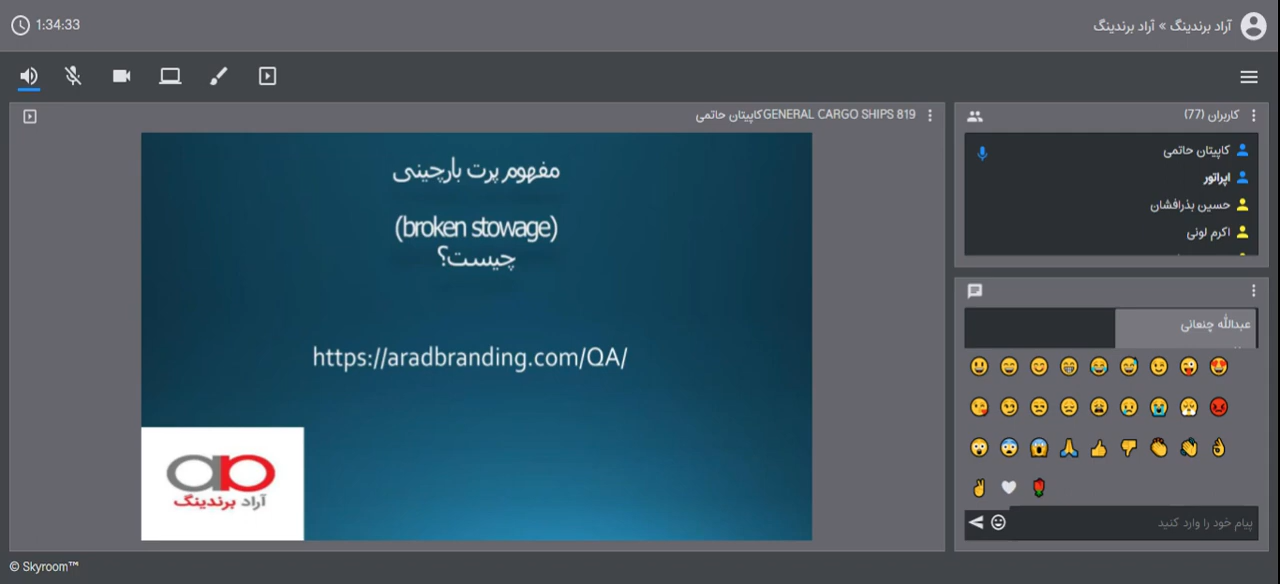 1:34:33
آراد برندینگ » آراد برندینگ
GENERAL CARGO SHIPS 819کاپیتان حاتمی
مفهوم پرت بارچینی
(broken stowage)
چیست؟
https://aradbranding.com/QA/
آراد برندینگ
کاربران (77)
کاپیتان حاتمی
اپراتور
حسین بذرافشان
اکرم لونی
عبدالله چنعانی
پیام خود را وارد کنید
© Skyroom™